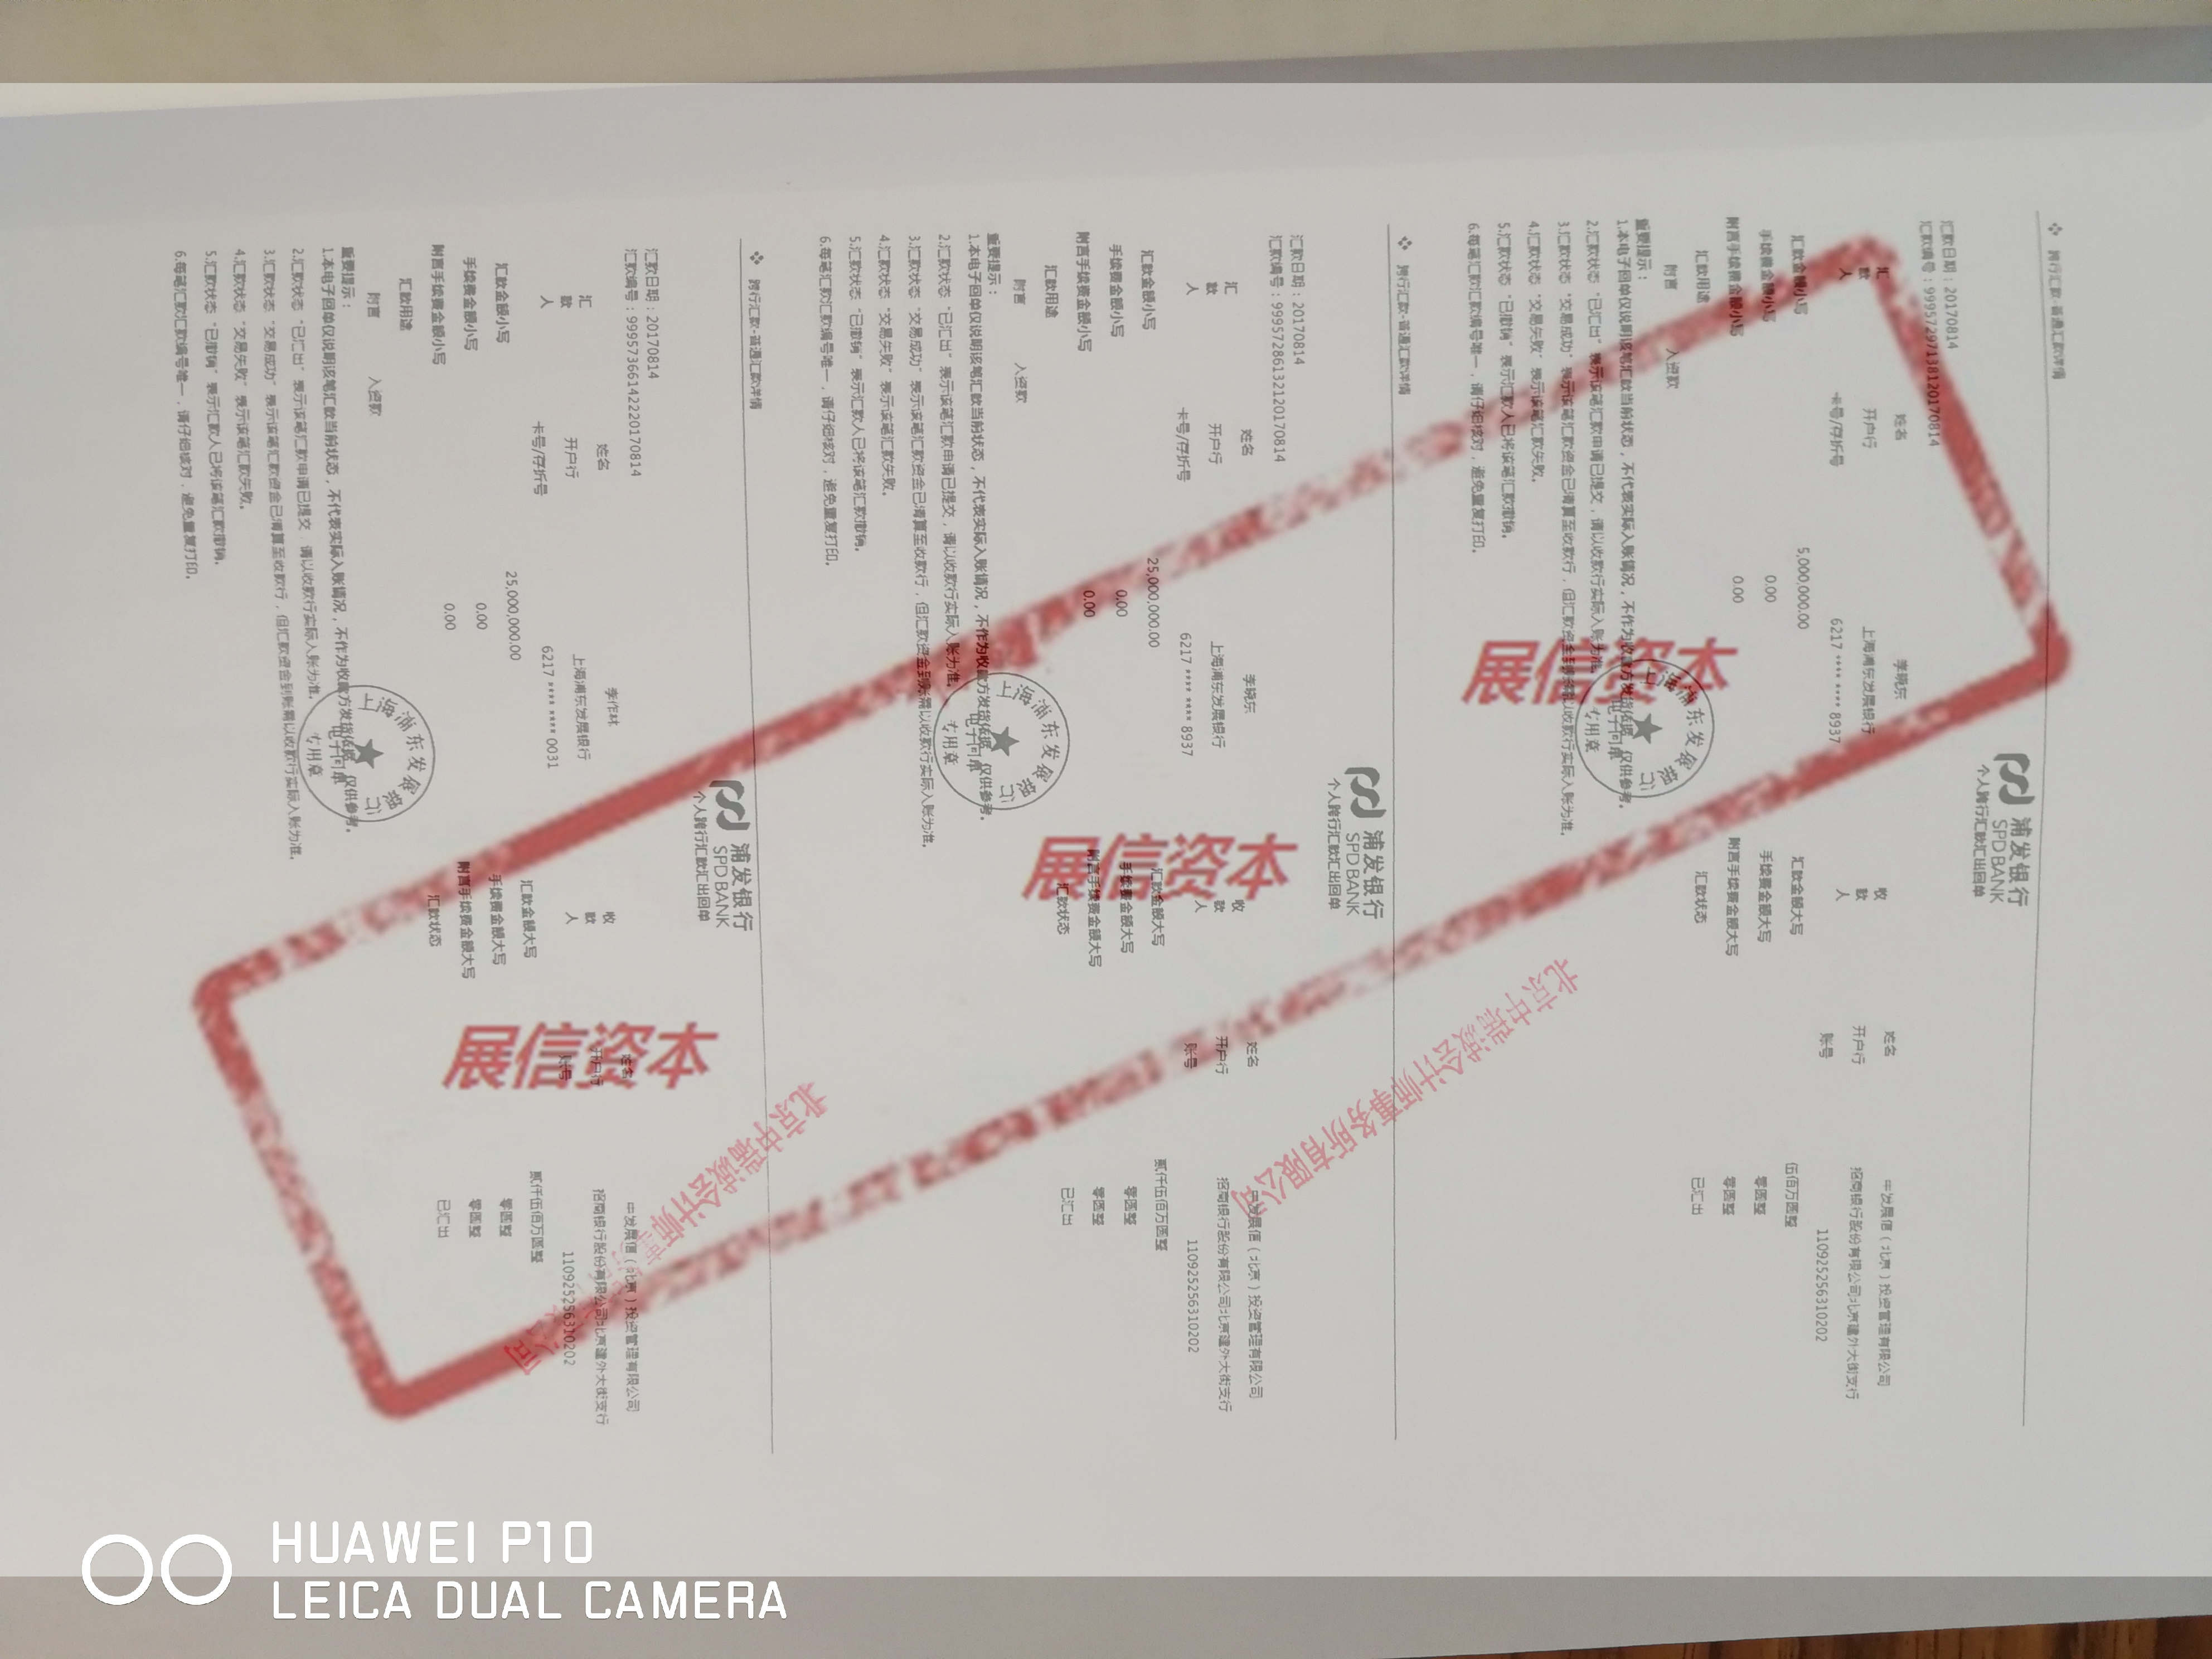 跨行汇款-普通汇款详情
浦发银行
SPD BANK
个人跨行汇款汇出回单
汇款日期：20170814
汇款编号：99957297138120170814
汇款人 姓名 李晓东 收款人 姓名 中发展信（北京）投资管理有限公司
开户行 上海浦东发展银行 开户行 招商银行股份有限公司北京建外大街支行
卡号/存折号 6217 **** **** 8937 账号 110925256310202
汇款金额小写 5,000,000.00 汇款金额大写 伍佰万圆整
手续费金额小写 0.00 手续费金额大写 零圆整
附言手续费金额小写 0.00 附言手续费金额大写 零圆整
汇款用途 汇款状态 已汇出
附言 入资款
重要提示：
1.本电子回单仅说明该笔汇款当前状态，不代表实际入账情况，不作为收款方发货依据，仅供参考。
2.汇款状态“已汇出”表示该笔汇款申请已提交，请以收款行实际入账为准。
3.汇款状态“交易成功”表示该笔汇款资金已清算至收款行，但汇款资金到账需以收款行实际入账为准。
4.汇款状态“交易失败”表示该笔汇款失败。
5.汇款状态“已撤销”表示汇款人已将该笔汇款撤销。
6.每笔汇款汇款编号唯一，请仔细核对，避免重复打印。
上海浦东发展银行
电子回单
专用章
展信资本
北京中瑞诚会计师事务所有限公司
跨行汇款-普通汇款详情
浦发银行
SPD BANK
个人跨行汇款汇出回单
汇款日期：20170814
汇款编号：99957286132120170814
汇款人 姓名 李晓东 收款人 姓名 中发展信（北京）投资管理有限公司
开户行 上海浦东发展银行 开户行 招商银行股份有限公司北京建外大街支行
卡号/存折号 6217 **** **** 8937 账号 110925256310202
汇款金额小写 25,000,000.00 汇款金额大写 贰仟伍佰万圆整
手续费金额小写 0.00 手续费金额大写 零圆整
附言手续费金额小写 0.00 附言手续费金额大写 零圆整
汇款用途 汇款状态 已汇出
附言 入资款
重要提示：
1.本电子回单仅说明该笔汇款当前状态，不代表实际入账情况，不作为收款方发货依据，仅供参考。
2.汇款状态“已汇出”表示该笔汇款申请已提交，请以收款行实际入账为准。
3.汇款状态“交易成功”表示该笔汇款资金已清算至收款行，但汇款资金到账需以收款行实际入账为准。
4.汇款状态“交易失败”表示该笔汇款失败。
5.汇款状态“已撤销”表示汇款人已将该笔汇款撤销。
6.每笔汇款汇款编号唯一，请仔细核对，避免重复打印。
上海浦东发展银行
电子回单
专用章
展信资本
北京中瑞诚会计师事务所有限公司
跨行汇款-普通汇款详情
浦发银行
SPD BANK
个人跨行汇款汇出回单
汇款日期：20170814
汇款编号：99957366142220170814
汇款人 姓名 李作林 收款人 姓名 中发展信（北京）投资管理有限公司
开户行 上海浦东发展银行 开户行 招商银行股份有限公司北京建外大街支行
卡号/存折号 6217 **** **** 0031 账号 110925256310202
汇款金额小写 25,000,000.00 汇款金额大写 贰仟伍佰万圆整
手续费金额小写 0.00 手续费金额大写 零圆整
附言手续费金额小写 0.00 附言手续费金额大写 零圆整
汇款用途 汇款状态 已汇出
附言 入资款
重要提示：
1.本电子回单仅说明该笔汇款当前状态，不代表实际入账情况，不作为收款方发货依据，仅供参考。
2.汇款状态“已汇出”表示该笔汇款申请已提交，请以收款行实际入账为准。
3.汇款状态“交易成功”表示该笔汇款资金已清算至收款行，但汇款资金到账需以收款行实际入账为准。
4.汇款状态“交易失败”表示该笔汇款失败。
5.汇款状态“已撤销”表示汇款人已将该笔汇款撤销。
6.每笔汇款汇款编号唯一，请仔细核对，避免重复打印。
上海浦东发展银行
电子回单
专用章
展信资本
HUAWEI P10
LEICA DUAL CAMERA